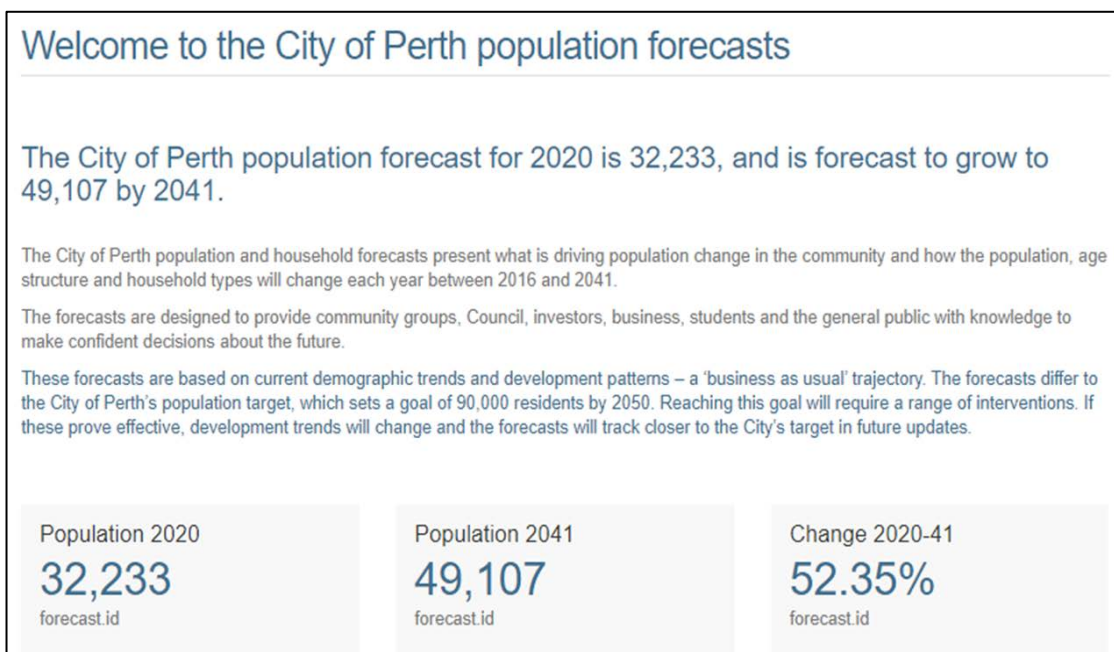 Welcome to the City of Perth population forecasts
The City of Perth population forecast for 2020 is 32,233, and is forecast to grow to
49,107 by 2041.
The City of Perth population and household forecasts present what is driving population change in the community and how the population, age
structure and household types will change each year between 2016 and 2041.
The forecasts are designed to provide community groups, Council, investors, business, students and the general public with knowledge to
make confident decisions about the future.
These forecasts are based on current demographic trends and development patterns – a ‘business as usual’ trajectory. The forecasts differ to
the City of Perth’s population target, which sets a goal of 90,000 residents by 2050. Reaching this goal will require a range of interventions. If
these prove effective, development trends will change and the forecasts will track closer to the City’s target in future updates.
Population 2020
32,233
forecast.id
Population 2041
49,107
forecast.id
Change 2020-41
52.35%
forecast.id